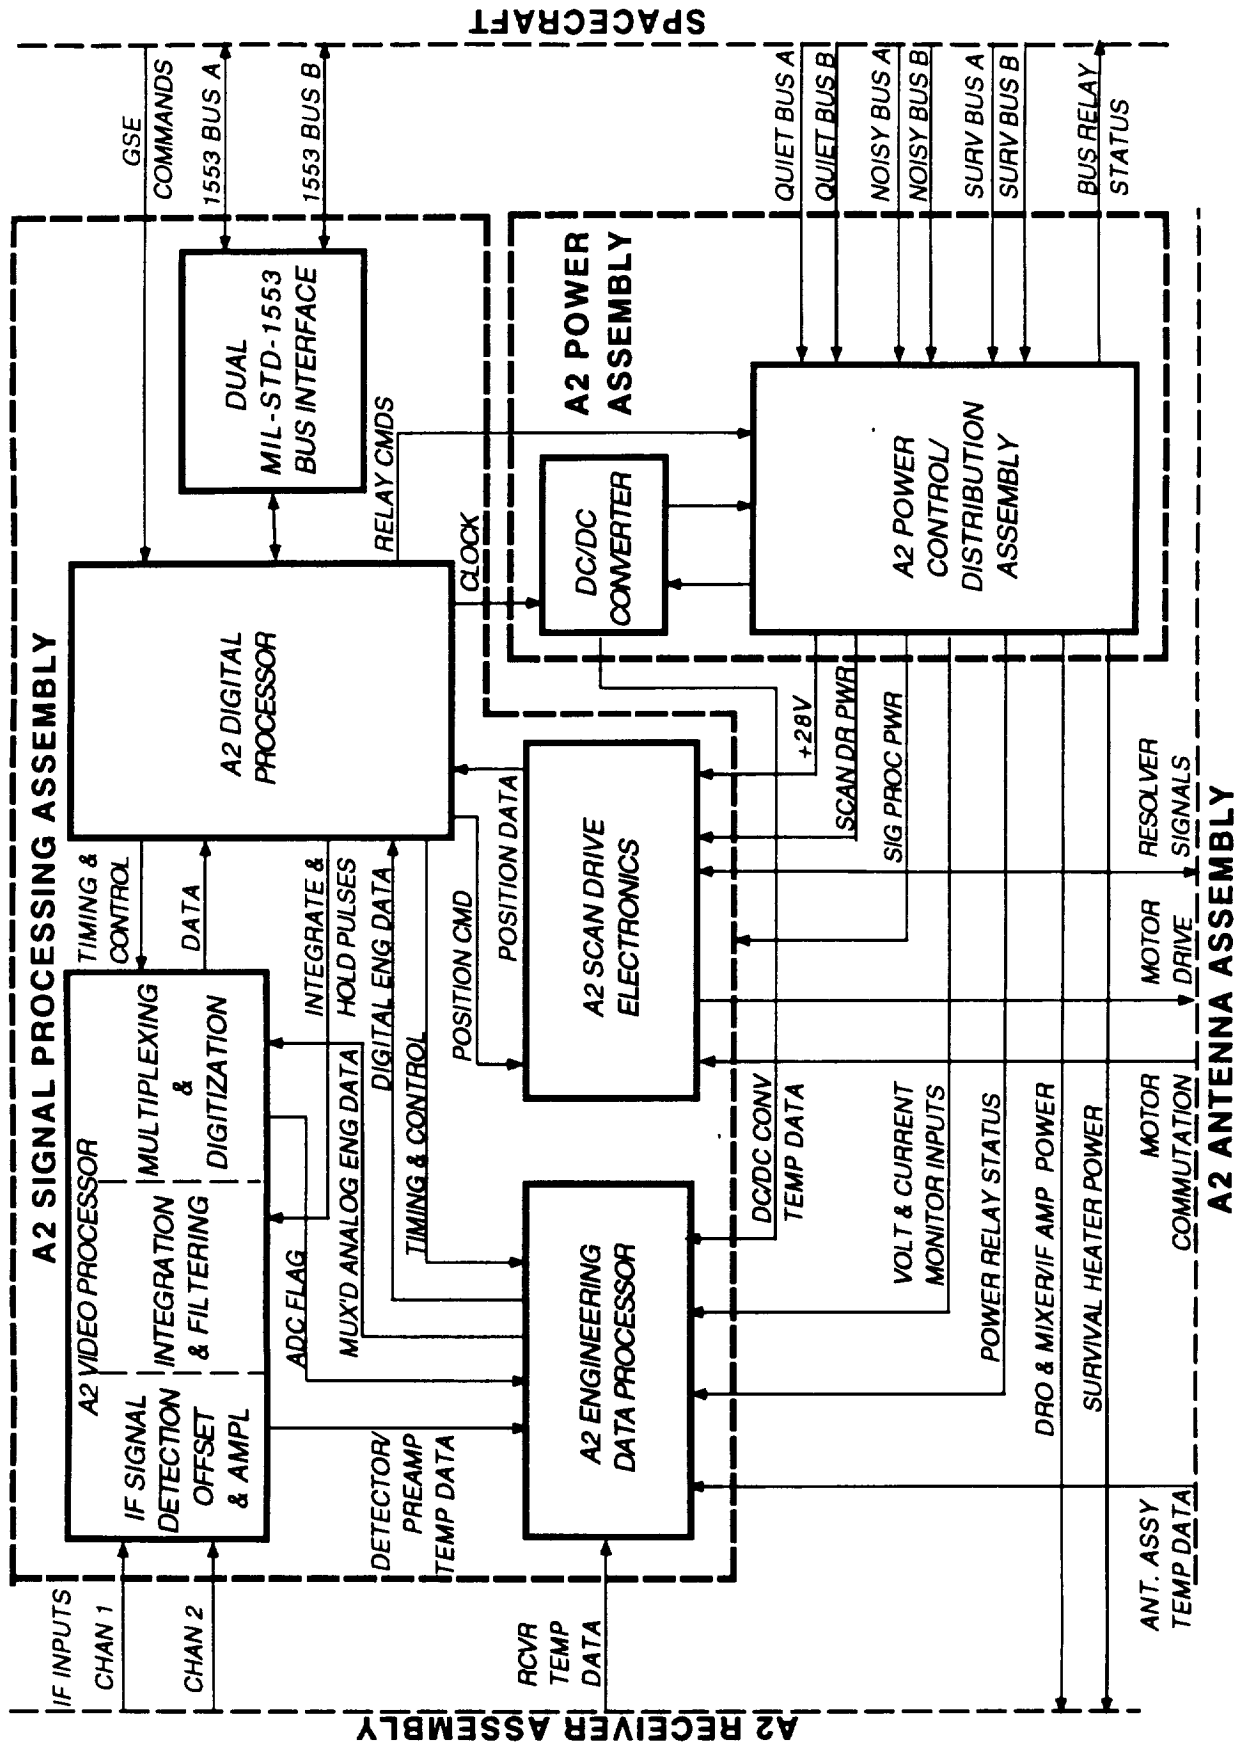 SPACECRAFT
GSE
COMMANDS
1553 BUS A
1553 BUS B
QUIET BUS A
QUIET BUS B
NOISY BUS A
NOISY BUS B
SURV BUS A
SURV BUS B
BUS RELAY
STATUS
A2 SIGNAL PROCESSING ASSEMBLY
DUAL
MIL-STD-1553
BUS INTERFACE
RELAY CMDS
CLOCK
A2 DIGITAL
PROCESSOR
A2 POWER
ASSEMBLY
DC/DC
CONVERTER
A2 POWER
CONTROL/
DISTRIBUTION
ASSEMBLY
TIMING &
CONTROL
DATA
INTEGRATE &
HOLD PULSES
DIGITAL ENG DATA
POSITION CMD
POSITION DATA
+28V
SCAN DR PWR
SIG PROC PWR
RESOLVER
SIGNALS
A2 VIDEO PROCESSOR
IF SIGNAL
DETECTION
OFFSET
& AMPL
INTEGRATION
& FILTERING
MULTIPLEXING
&
DIGITIZATION
ADC FLAG
MUX'D ANALOG ENG DATA
TIMING & CONTROL
A2 SCAN DRIVE
ELECTRONICS
MOTOR
DRIVE
MOTOR
COMMUTATION
A2 ANTENNA ASSEMBLY
DETECTOR/
PREAMP
TEMP DATA
A2 ENGINEERING
DATA PROCESSOR
DC/DC CONV
TEMP DATA
VOLT & CURRENT
MONITOR INPUTS
POWER RELAY STATUS
DRO & MIXER/IF AMP POWER
SURVIVAL HEATER POWER
ANT. ASSY
TEMP DATA
IF INPUTS
CHAN 1
CHAN 2
RCVR
TEMP
DATA
A2 RECEIVER ASSEMBLY